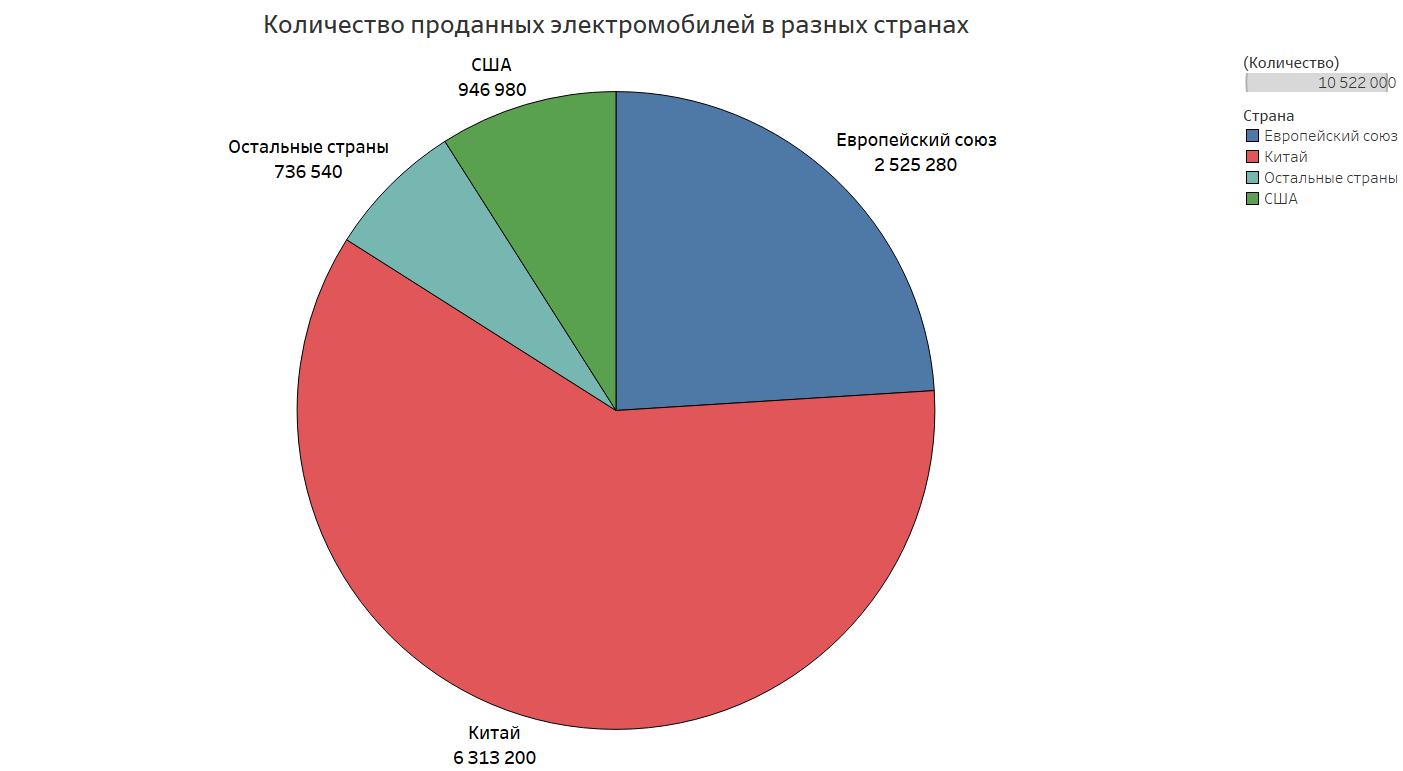 Количество проданных электромобилей в разных странах
США
946 980
Остальные страны
736 540
Европейский союз
2 525 280
Китай
6 313 200
(Количество)
10 522 000
Страна
Европейский союз
Китай
Остальные страны
США